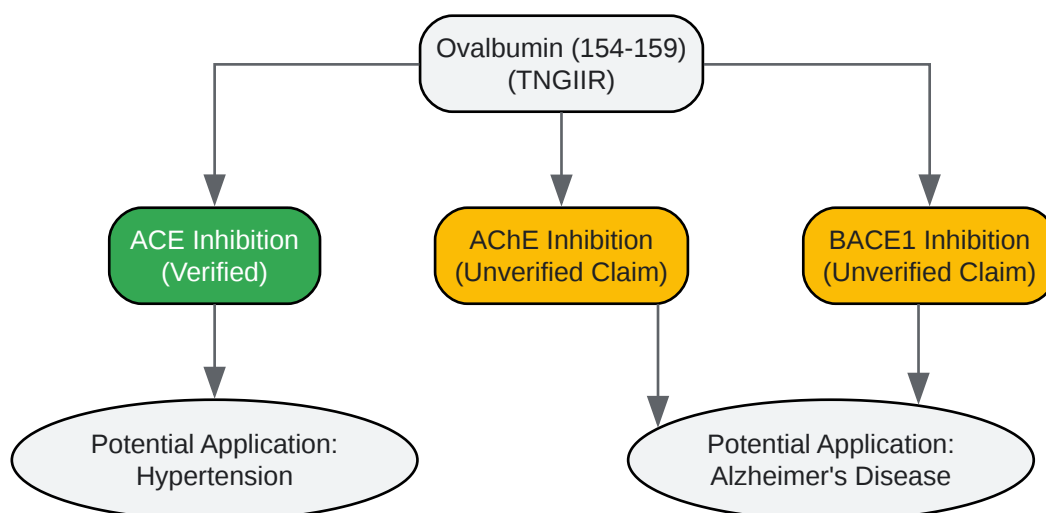 Ovalbumin (154-159)
(TNGIIR)
ACE Inhibition
(Verified)
AChE Inhibition
(Unverified Claim)
BACE1 Inhibition
(Unverified Claim)
Potential Application:
Hypertension
Potential Application:
Alzheimer's Disease